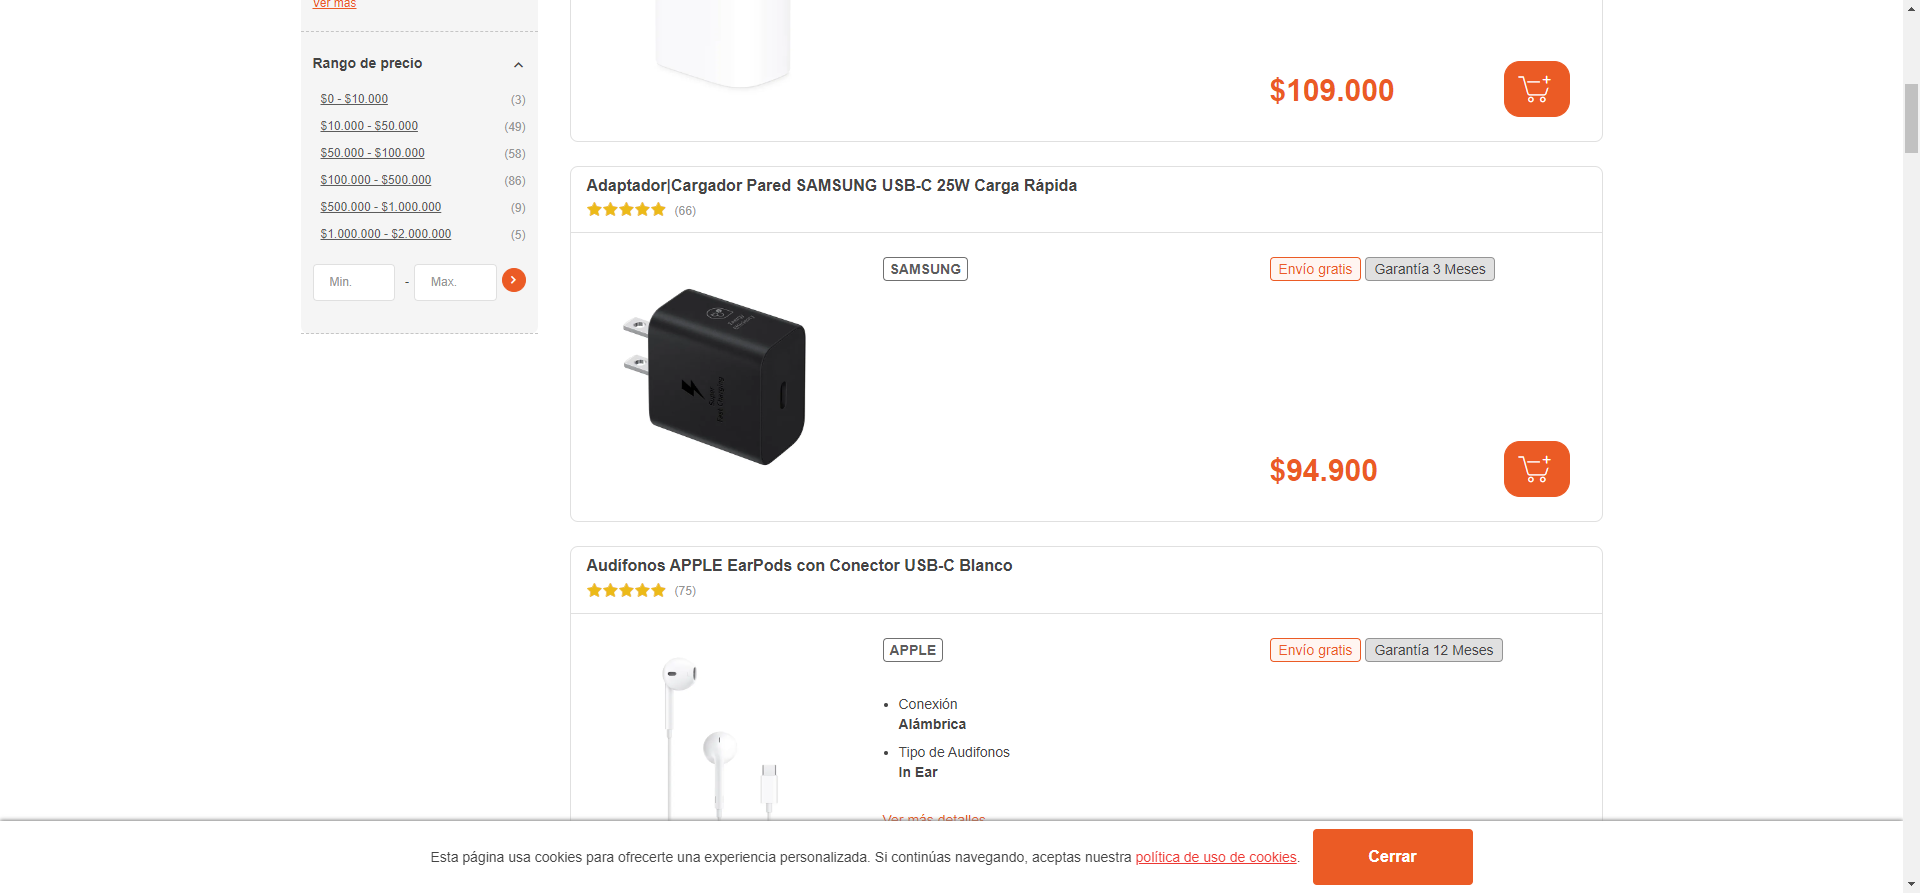 Ver más
Rango de precio
$0 - $10.000 (3)
$10.000 - $50.000 (49)
$50.000 - $100.000 (58)
$100.000 - $500.000 (86)
$500.000 - $1.000.000 (9)
$1.000.000 - $2.000.000 (5)
Min. - Max.
$109.000
Adaptador|Cargador Pared SAMSUNG USB-C 25W Carga Rápida
(66)
SAMSUNG
Envío gratis Garantía 3 Meses
Super
Fast Charging
$94.900
Audífonos APPLE EarPods con Conector USB-C Blanco
(75)
APPLE
Envío gratis Garantía 12 Meses
Conexión
Alámbrica
Tipo de Audifonos
In Ear
Ver más detalles
Esta página usa cookies para ofrecerte una experiencia personalizada. Si continúas navegando, aceptas nuestra política de uso de cookies.
Cerrar